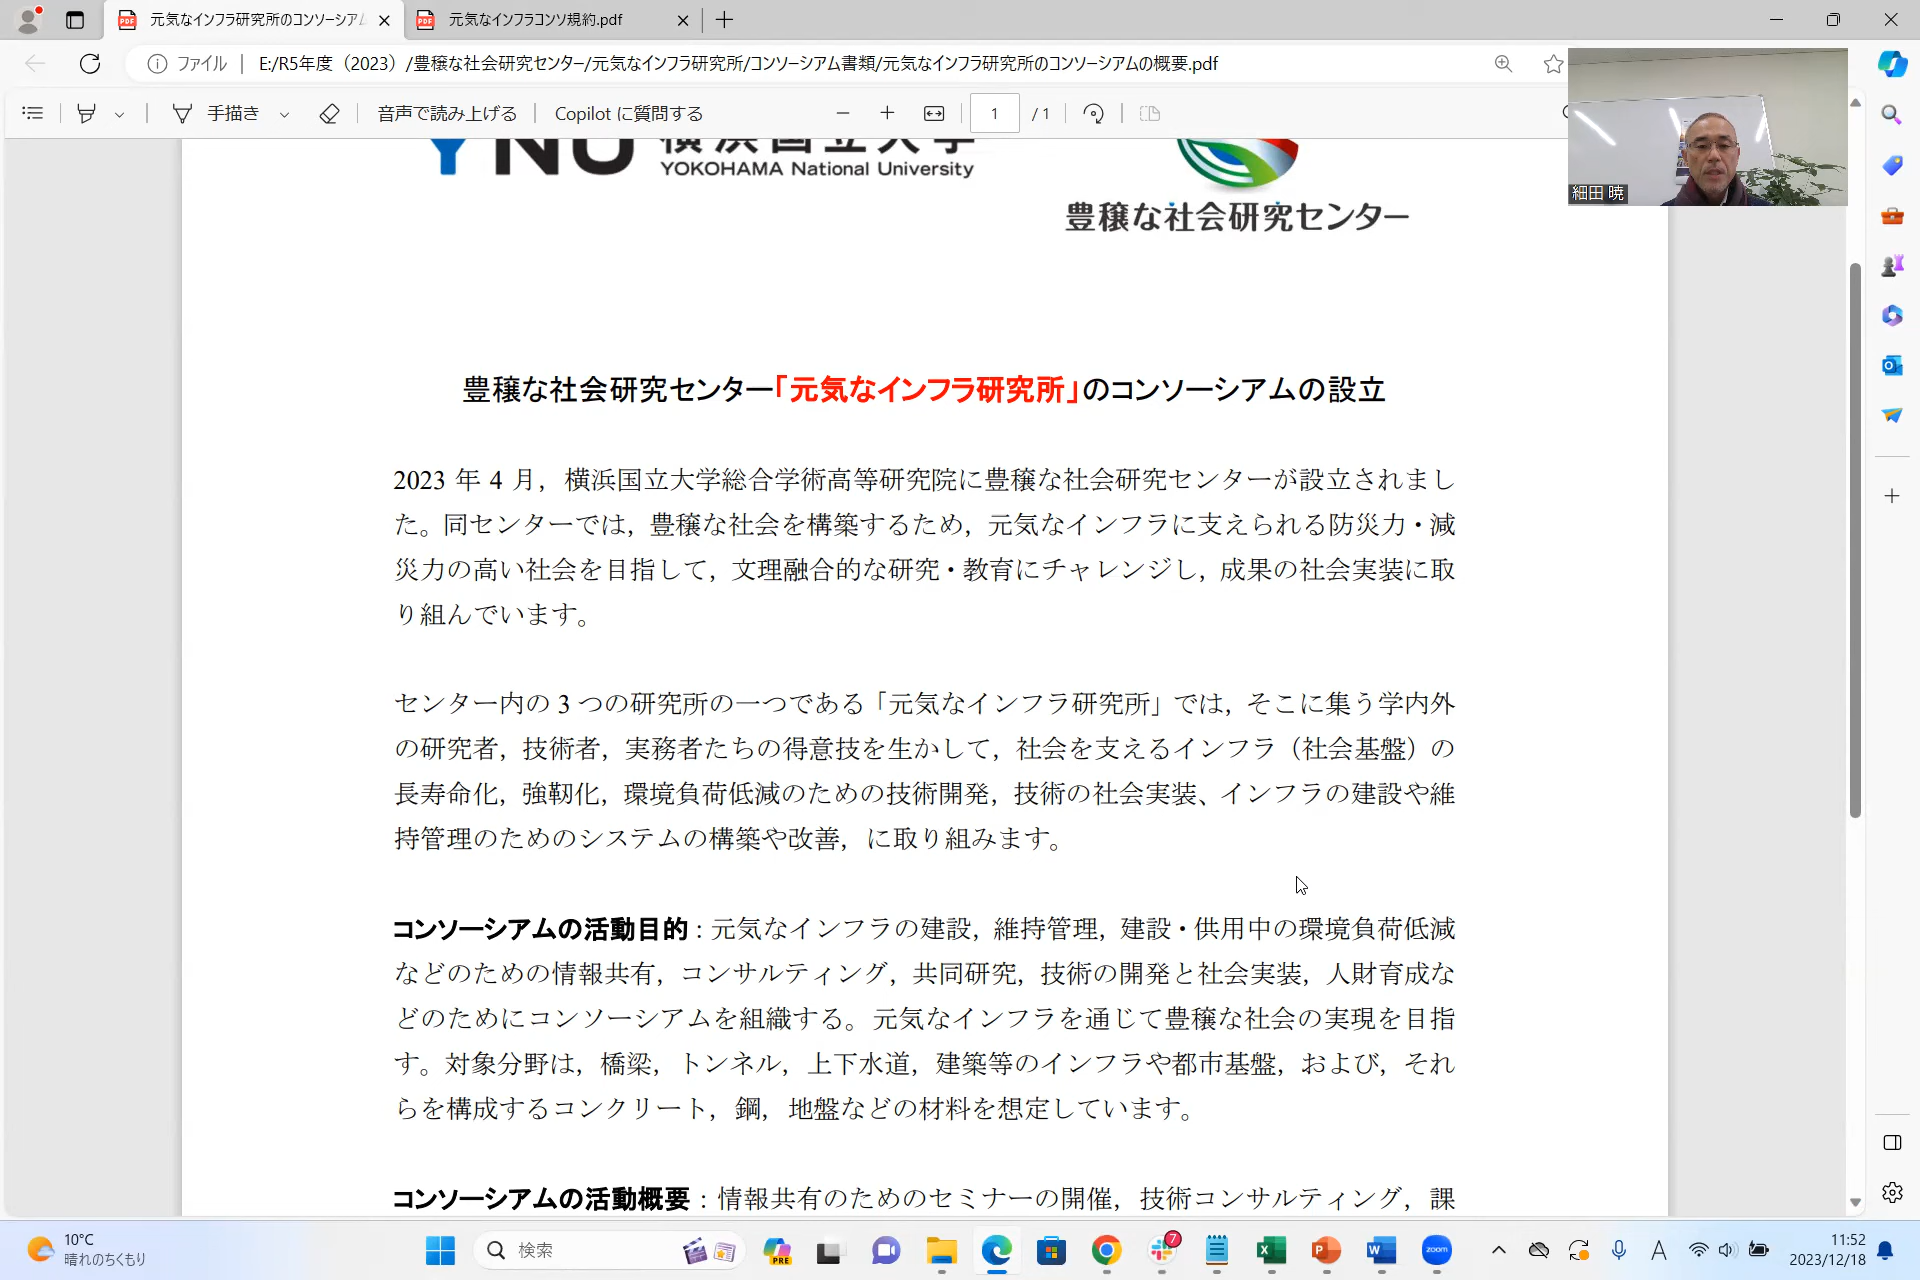 元気なインフラ研究所のコンソーシアム
元気なインフラコンソ規約.pdf
ファイル
E:/R5年度（2023）/豊穣な社会研究センター/元気なインフラ研究所/コンソーシアム書類/元気なインフラ研究所のコンソーシアムの概要.pdf
手描き
音声で読み上げる
Copilot に質問する
1
/ 1
細田 暁
YNU 横浜国立大学
YOKOHAMA National University
豊穣な社会研究センター
豊穣な社会研究センター「元気なインフラ研究所」のコンソーシアムの設立
2023 年 4 月，横浜国立大学総合学術高等研究院に豊穣な社会研究センターが設立されまし
た。同センターでは，豊穣な社会を構築するため，元気なインフラに支えられる防災力・減
災力の高い社会を目指して，文理融合的な研究・教育にチャレンジし，成果の社会実装に取
り組んでいます。
センター内の 3 つの研究所の一つである「元気なインフラ研究所」では，そこに集う学内外
の研究者，技術者，実務者たちの得意技を生かして，社会を支えるインフラ（社会基盤）の
長寿命化，強靭化，環境負荷低減のための技術開発，技術の社会実装、インフラの建設や維
持管理のためのシステムの構築や改善，に取り組みます。
コンソーシアムの活動目的：元気なインフラの建設，維持管理，建設・供用中の環境負荷低減
などのための情報共有，コンサルティング，共同研究，技術の開発と社会実装，人財育成な
どのためにコンソーシアムを組織する。元気なインフラを通じて豊穣な社会の実現を目指
す。対象分野は，橋梁，トンネル，上下水道，建築等のインフラや都市基盤，および，それ
らを構成するコンクリート，鋼，地盤などの材料を想定しています。
コンソーシアムの活動概要：情報共有のためのセミナーの開催，技術コンサルティング，課
10°C
晴れのちくもり
検索
PRE
7
zoom
A
11:52
2023/12/18